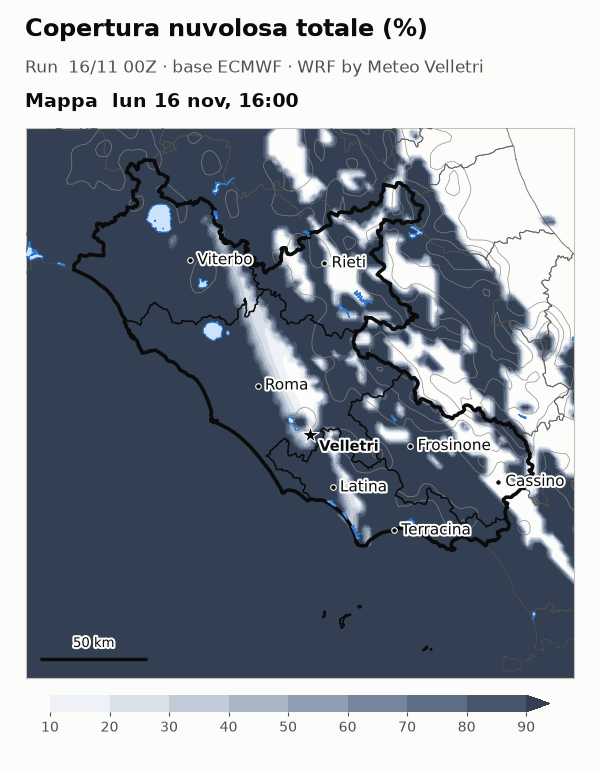 Copertura nuvolosa totale (%)
Run 16/11 00Z · base ECMWF · WRF by Meteo Velletri
Mappa lun 16 nov, 16:00
Viterbo
Rieti
Roma
Velletri
Frosinone
Cassino
Latina
Terracina
50 km
10 20 30 40 50 60 70 80 90